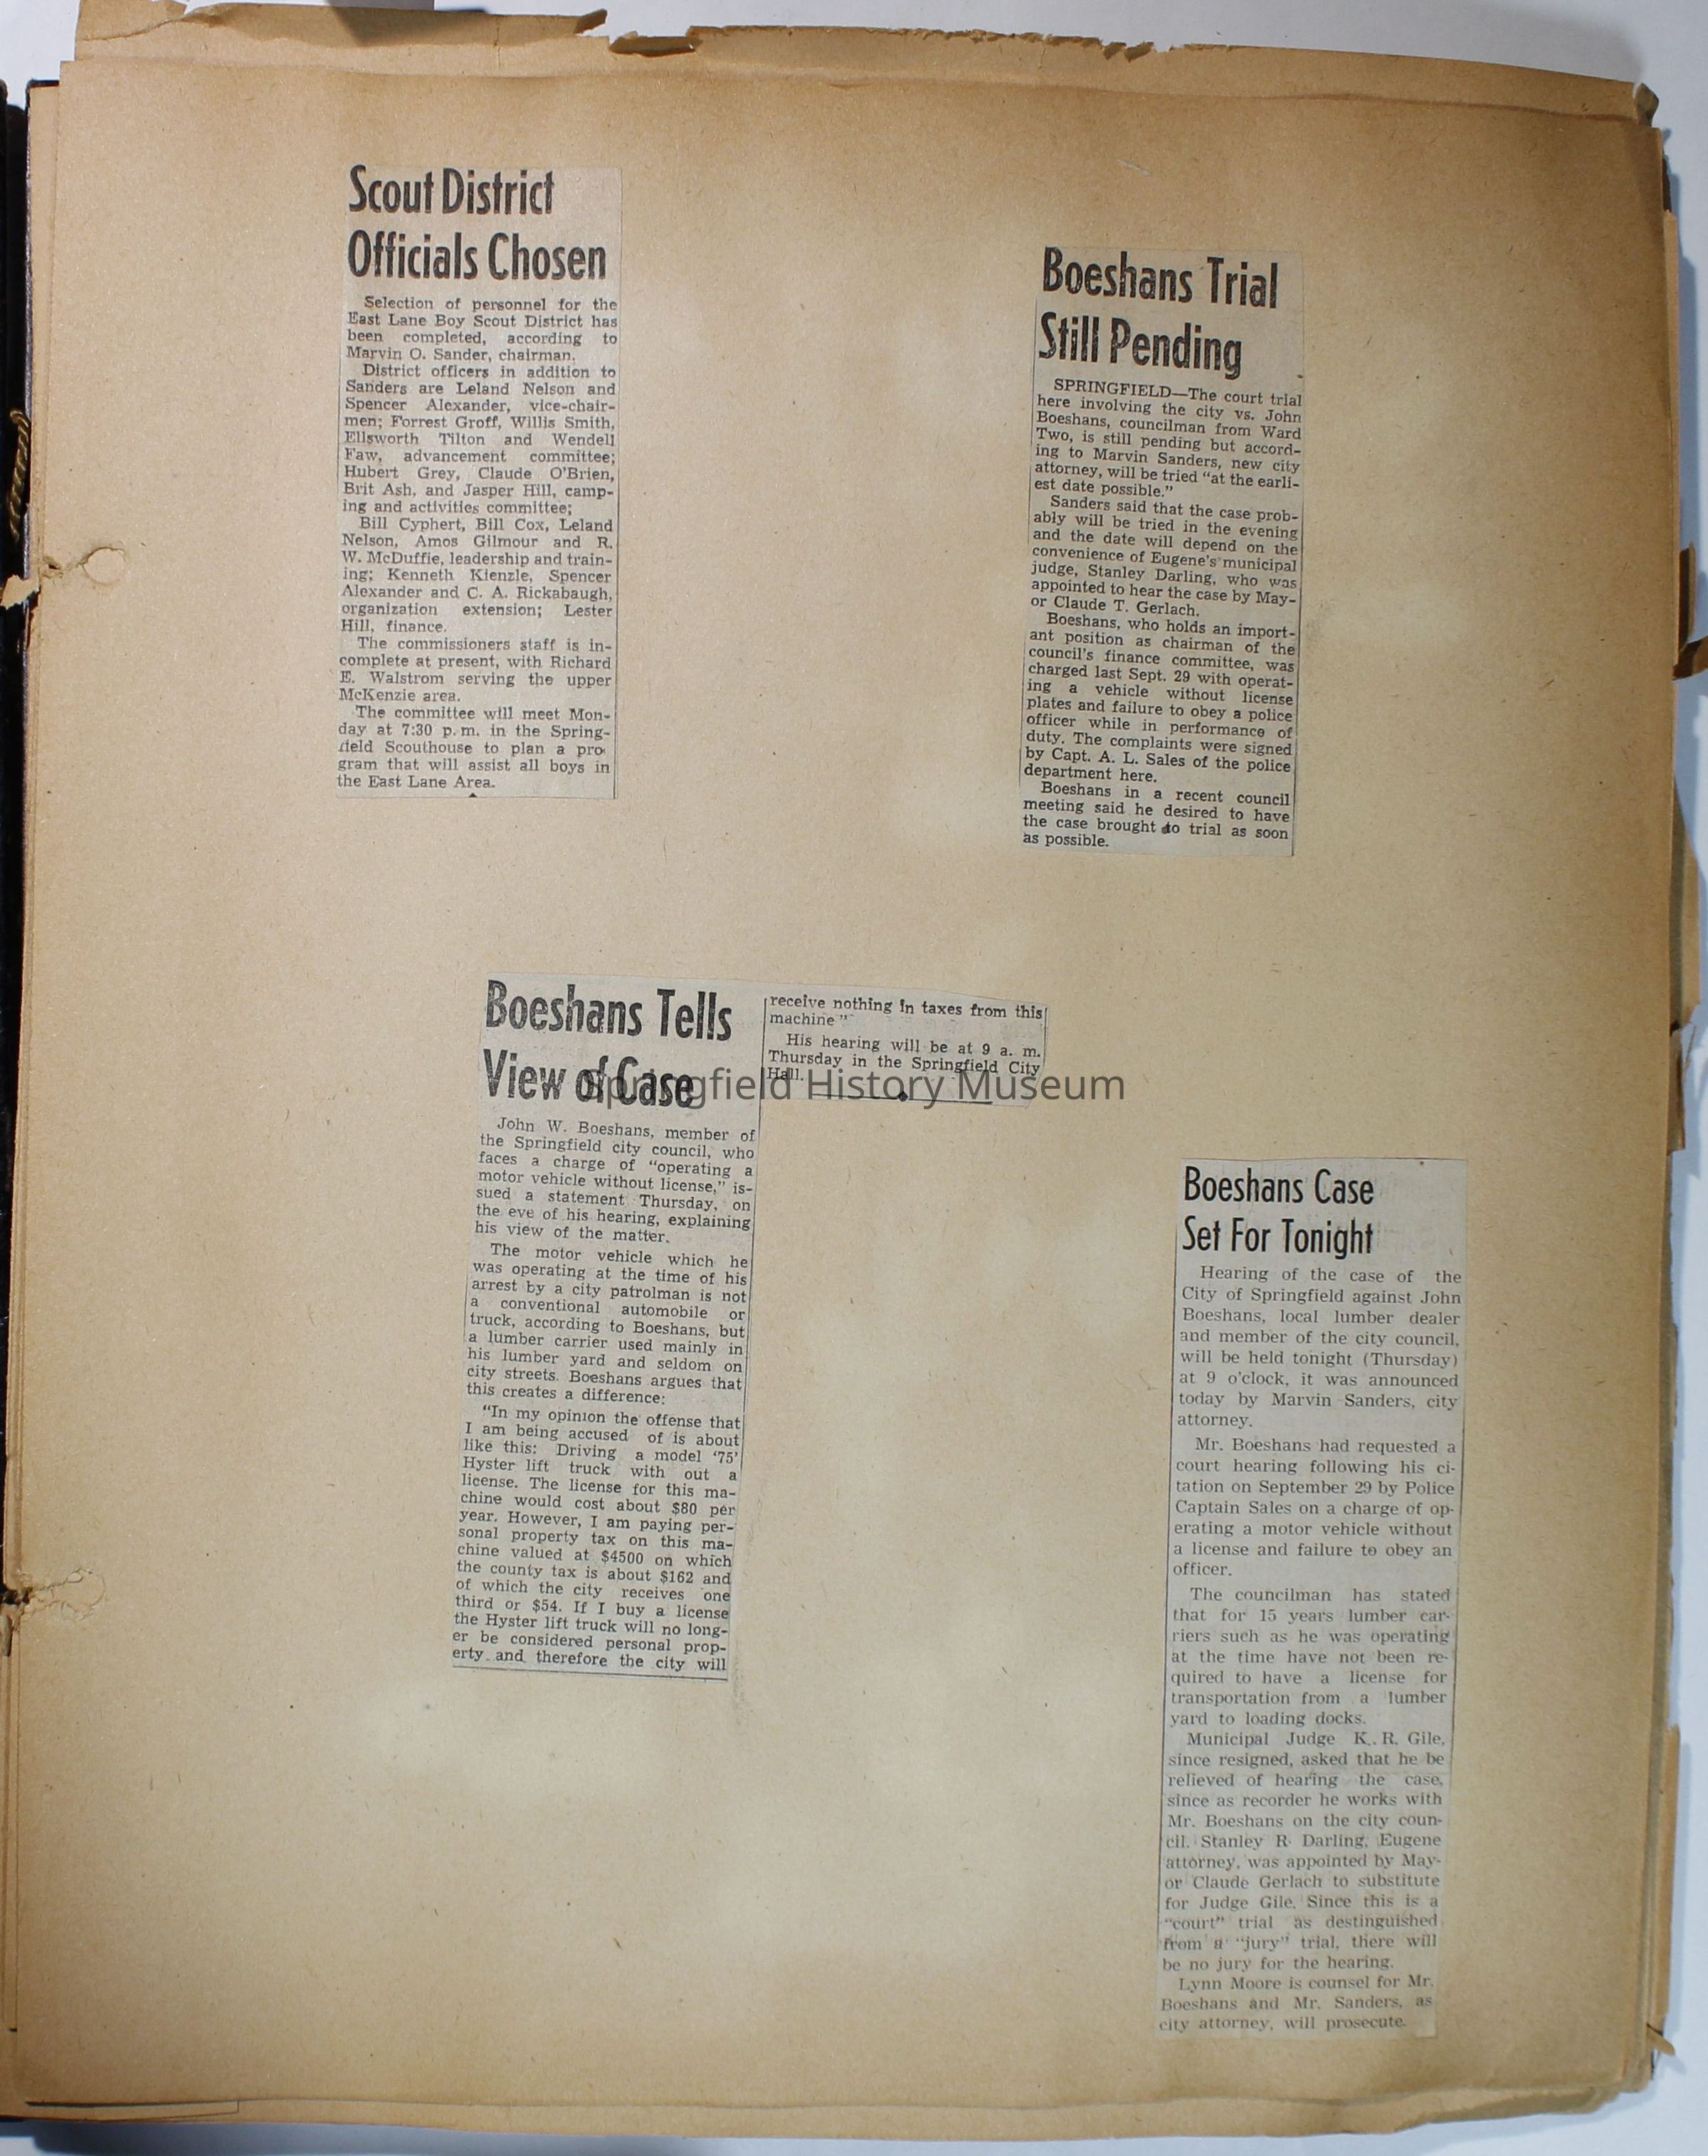 Scout District
Officials Chosen
Selection of personnel for the
East Lane Boy Scout District has
been completed, according to
Marvin O. Sander, chairman.
District officers in addition to
Sanders are Leland Nelson and
Spencer Alexander, vice-chair-
men; Forrest Groff, Willis Smith,
Ellsworth Tilton and Wendell
Faw, advancement committee;
Hubert Grey, Claude O'Brien,
Brit Ash, and Jasper Hill, camp-
ing and activities committee;
Bill Cyphert, Bill Cox, Leland
Nelson, Amos Gilmour and R.
W. McDuffie, leadership and train-
ing; Kenneth Kienzle, Spencer
Alexander and C. A. Rickabaugh,
organization extension; Lester
Hill, finance.
The commissioners staff is in-
complete at present, with Richard
E. Walstrom serving the upper
McKenzie area.
The committee will meet Mon-
day at 7:30 p.m. in the Spring-
field Scouthouse to plan a pro-
gram that will assist all boys in
the East Lane Area.
Boeshans Trial
Still Pending
SPRINGFIELD—The court trial
here involving the city vs. John
Boeshans, councilman from Ward
Two, is still pending but accord-
ing to Marvin Sanders, new city
attorney, will be tried "at the earli-
est date possible."
Sanders said that the case prob-
ably will be tried in the evening
and the date will depend on the
convenience of Eugene's municipal
judge, Stanley Darling, who was
appointed to hear the case by May-
or Claude T. Gerlach.
Boeshans, who holds an import-
ant position as chairman of the
council's finance committee, was
charged last Sept. 29 with operat-
ing a vehicle without license
plates and failure to obey a police
officer while in performance of
duty. The complaints were signed
by Capt. A. L. Sales of the police
department here.
Boeshans in a recent council
meeting said he desired to have
the case brought to trial as soon
as possible.
Boeshans Tells
View of Case
John W. Boeshans, member of
the Springfield city council, who
faces a charge of "operating a
motor vehicle without license," is-
sued a statement Thursday, on
the eve of his hearing, explaining
his view of the matter.
The motor vehicle which he
was operating at the time of his
arrest by a city patrolman is not
a conventional automobile or
truck, according to Boeshans, but
a lumber carrier used mainly in
his lumber yard and seldom on
city streets. Boeshans argues that
this creates a difference:
"In my opinion the offense that
I am being accused of is about
like this: Driving a model '75'
Hyster lift truck with out a
license. The license for this ma-
chine would cost about $80 per
year. However, I am paying per-
sonal property tax on this ma-
chine valued at $4500 on which
the county tax is about $162 and
of which the city receives one
third or $54. If I buy a license
the Hyster lift truck will no long-
er be considered personal prop-
erty and therefore the city will
receive nothing in taxes from this
machine"
His hearing will be at 9 a. m.
Thursday in the Springfield City
Hall.
Springfield History Museum
Boeshans Case
Set For Tonight
Hearing of the case of the
City of Springfield against John
Boeshans, local lumber dealer
and member of the city council,
will be held tonight (Thursday)
at 9 o'clock, it was announced
today by Marvin Sanders, city
attorney.
Mr. Boeshans had requested a
court hearing following his ci-
tation on September 29 by Police
Captain Sales on a charge of op-
erating a motor vehicle without
a license and failure to obey an
officer.
The councilman has stated
that for 15 years lumber car-
riers such as he was operating
at the time have not been re-
quired to have a license for
transportation from a lumber
yard to loading docks.
Municipal Judge K. R. Gile,
since resigned, asked that he be
relieved of hearing the case,
since as recorder he works with
Mr. Boeshans on the city coun-
cil. Stanley R. Darling, Eugene
attorney, was appointed by May-
or Claude Gerlach to substitute
for Judge Gile. Since this is a
"court" trial as destinguished
from a "jury" trial, there will
be no jury for the hearing.
Lynn Moore is counsel for Mr.
Boeshans and Mr. Sanders, as
city attorney, will prosecute.